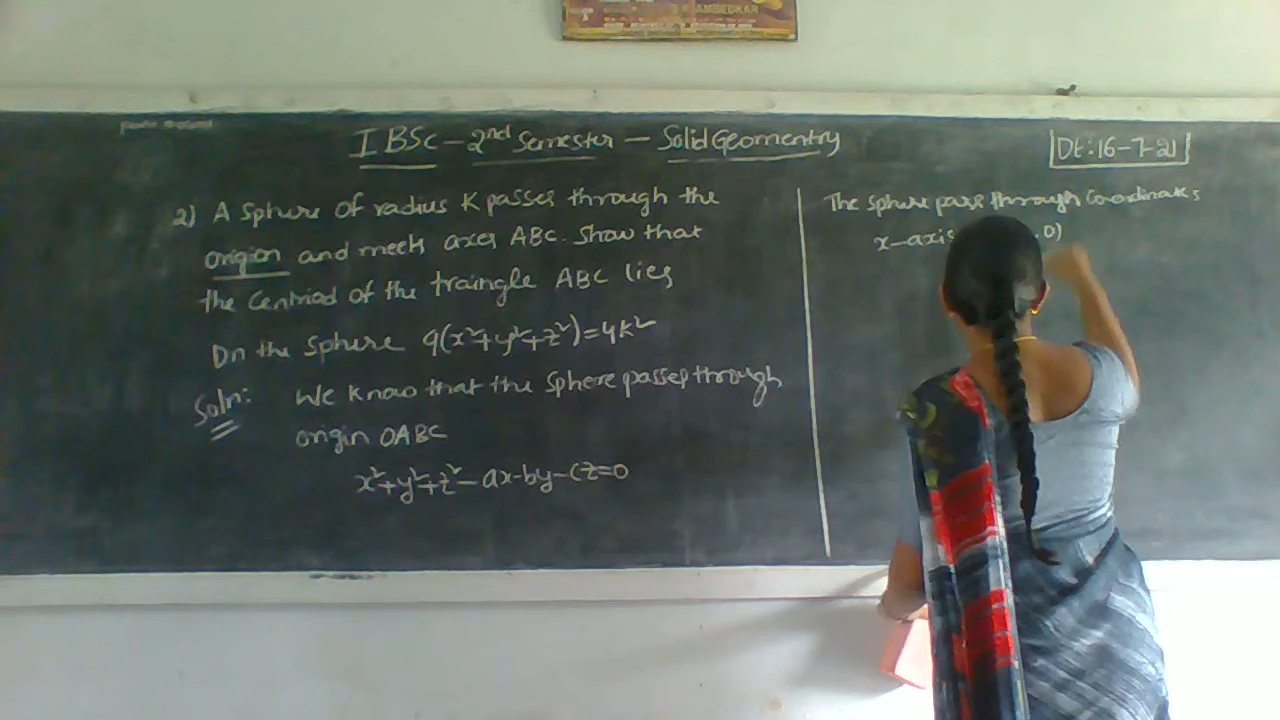 AMBEDKAR
I BSc - 2nd Semester - Solid Geomentry
Dt: 16-7-21
2) A Sphere of radius K passes through the
origion and meets axes ABC. Show that
the Centriod of the traingle ABC lies
On the Sphere 9(x²+y²+z²)=4k²
Soln: We Know that the Sphere passes through
origin OABC
x²+y²+z²-ax-by-cz=0
The Sphere pass through Coordinates
x-axis .0)